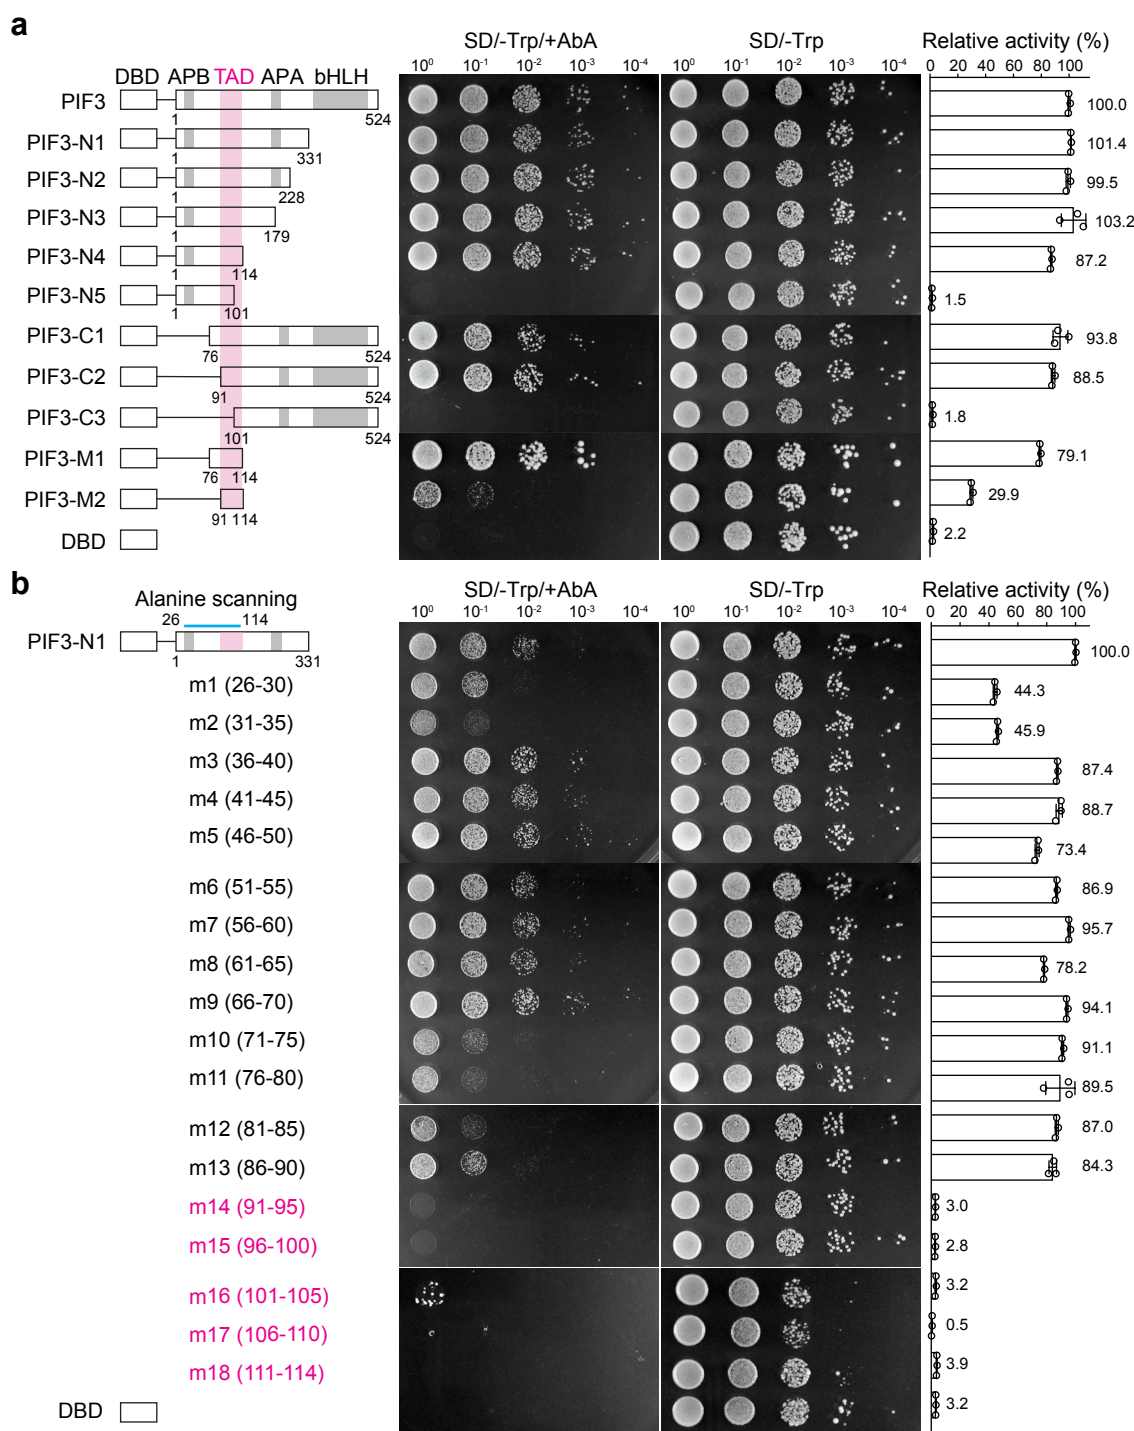 a
SD/-Trp/+AbA SD/-Trp Relative activity (%)
10⁰ 10⁻¹ 10⁻² 10⁻³ 10⁻⁴ 10⁰ 10⁻¹ 10⁻² 10⁻³ 10⁻⁴ 0 20 40 60 80 100
DBD APB TAD APA bHLH
PIF3 100.0
1 524
PIF3-N1 101.4
1 331
PIF3-N2 99.5
1 228
PIF3-N3 103.2
1 179
PIF3-N4 87.2
1 114
PIF3-N5 1.5
1 101
PIF3-C1 93.8
76 524
PIF3-C2 88.5
91 524
PIF3-C3 1.8
101 524
PIF3-M1 79.1
76 114
PIF3-M2 29.9
91 114
DBD 2.2
b
SD/-Trp/+AbA SD/-Trp Relative activity (%)
Alanine scanning
10⁰ 10⁻¹ 10⁻² 10⁻³ 10⁻⁴ 10⁰ 10⁻¹ 10⁻² 10⁻³ 10⁻⁴ 0 20 40 60 80 100
26 114
PIF3-N1 100.0
1 331
m1 (26-30) 44.3
m2 (31-35) 45.9
m3 (36-40) 87.4
m4 (41-45) 88.7
m5 (46-50) 73.4
m6 (51-55) 86.9
m7 (56-60) 95.7
m8 (61-65) 78.2
m9 (66-70) 94.1
m10 (71-75) 91.1
m11 (76-80) 89.5
m12 (81-85) 87.0
m13 (86-90) 84.3
m14 (91-95) 3.0
m15 (96-100) 2.8
m16 (101-105) 3.2
m17 (106-110) 0.5
m18 (111-114) 3.9
DBD 3.2